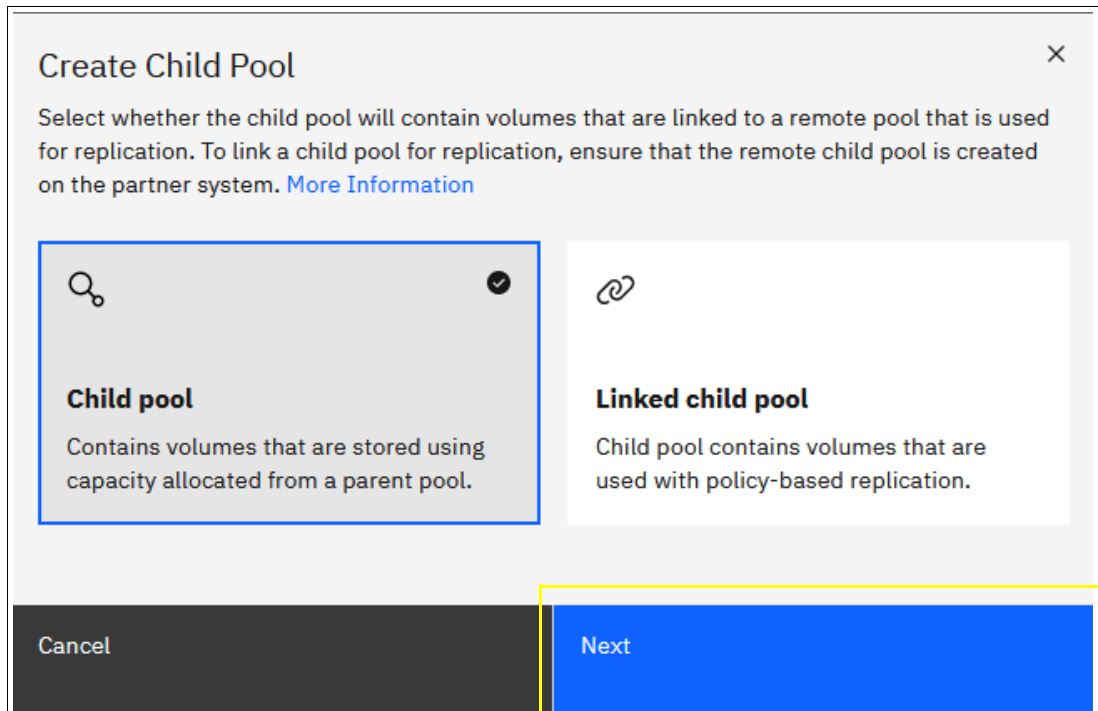 Create Child Pool
Select whether the child pool will contain volumes that are linked to a remote pool that is used
for replication. To link a child pool for replication, ensure that the remote child pool is created
on the partner system. More Information
Child pool
Contains volumes that are stored using
capacity allocated from a parent pool.
Linked child pool
Child pool contains volumes that are
used with policy-based replication.
Cancel
Next